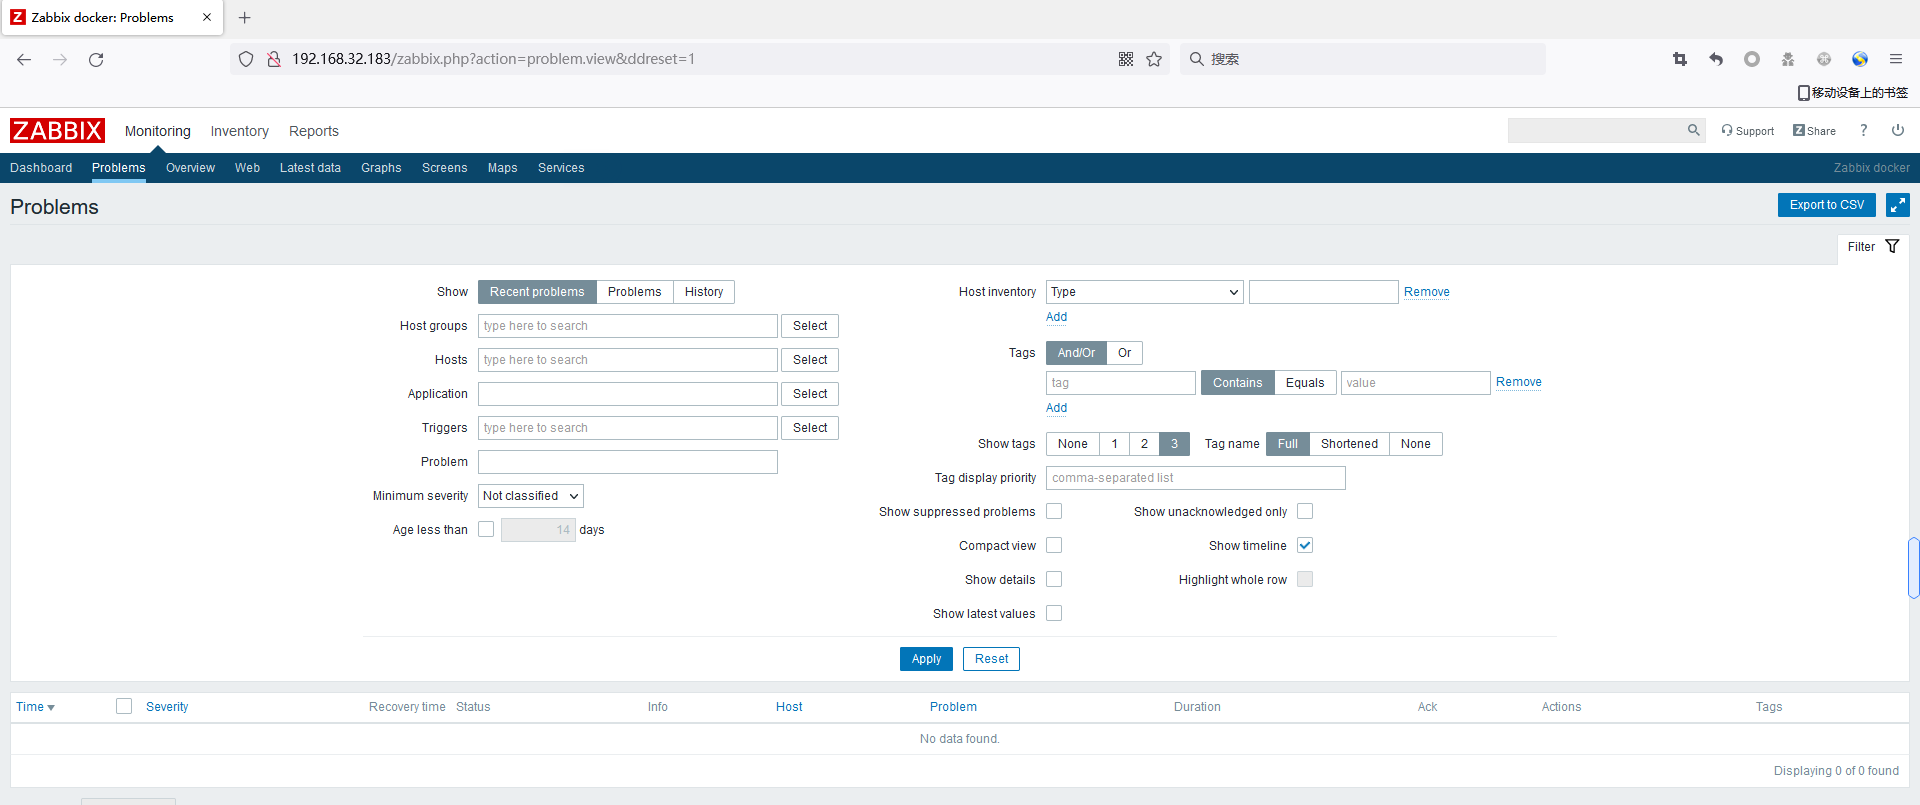 Zabbix docker: Problems
192.168.32.183/zabbix.php?action=problem.view&ddreset=1
搜索
移动设备上的书签
ZABBIX Monitoring Inventory Reports
Support Share ?
Dashboard Problems Overview Web Latest data Graphs Screens Maps Services Zabbix docker
Problems
Export to CSV
Filter
Show Recent problems Problems History
Host groups type here to search Select
Hosts type here to search Select
Application Select
Triggers type here to search Select
Problem
Minimum severity Not classified
Age less than 14 days
Host inventory Type Remove
Add
Tags And/Or Or
tag Contains Equals value Remove
Add
Show tags None 1 2 3 Tag name Full Shortened None
Tag display priority comma-separated list
Show suppressed problems Show unacknowledged only
Compact view Show timeline
Show details Highlight whole row
Show latest values
Apply Reset
Time Severity Recovery time Status Info Host Problem Duration Ack Actions Tags
No data found.
Displaying 0 of 0 found